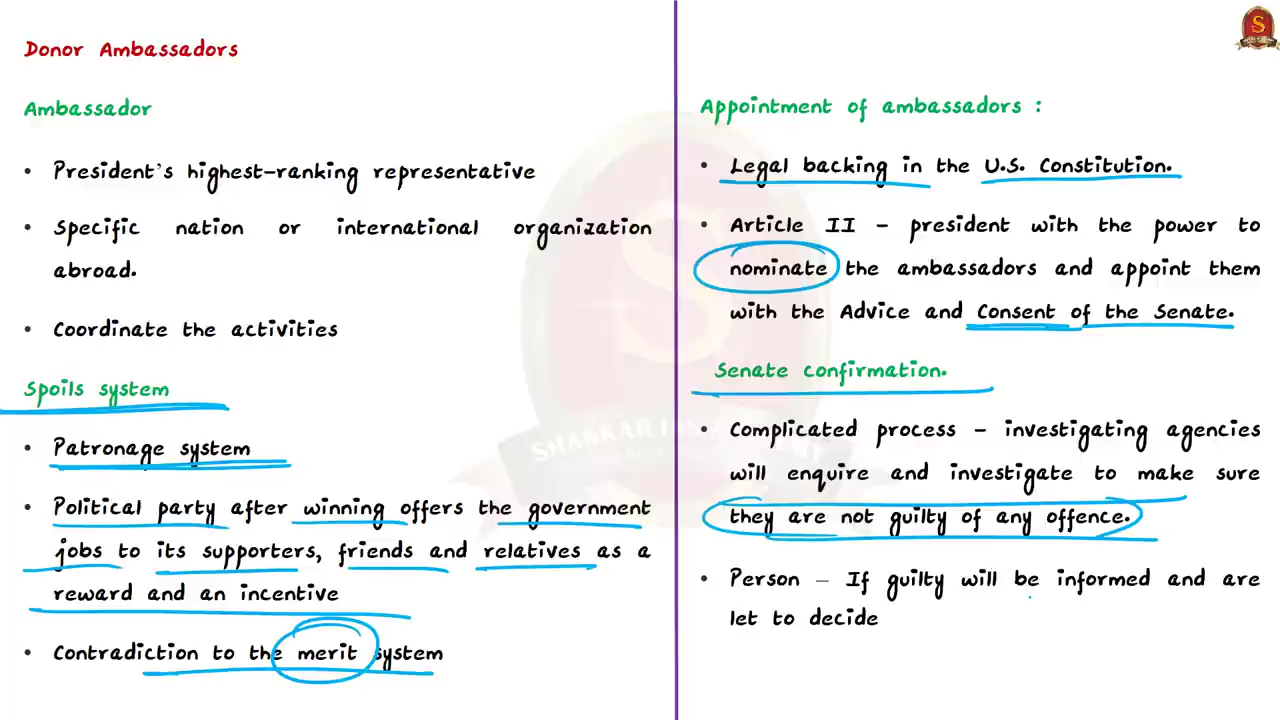 Donor Ambassadors
Ambassador
• President's highest-ranking representative
• Specific nation or international organization
abroad.
• Coordinate the activities
Spoils system
• Patronage system
• Political party after winning offers the government
jobs to its supporters, friends and relatives as a
reward and an incentive
• Contradiction to the merit system
Appointment of ambassadors :
• Legal backing in the U.S. Constitution.
• Article II - president with the power to
nominate the ambassadors and appoint them
with the Advice and Consent of the Senate.
Senate confirmation.
• Complicated process - investigating agencies
will enquire and investigate to make sure
they are not guilty of any offence.
• Person – If guilty will be informed and are
let to decide